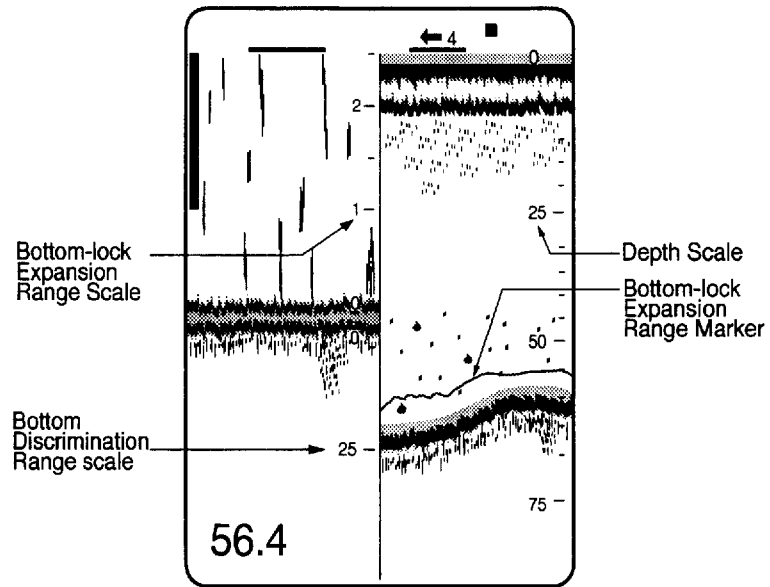 4
0
2
1
25
Bottom-lock
Expansion
Range Scale
Depth Scale
Bottom-lock
Expansion
Range Marker
0
0
50
Bottom
Discrimination
Range scale
25
75
56.4